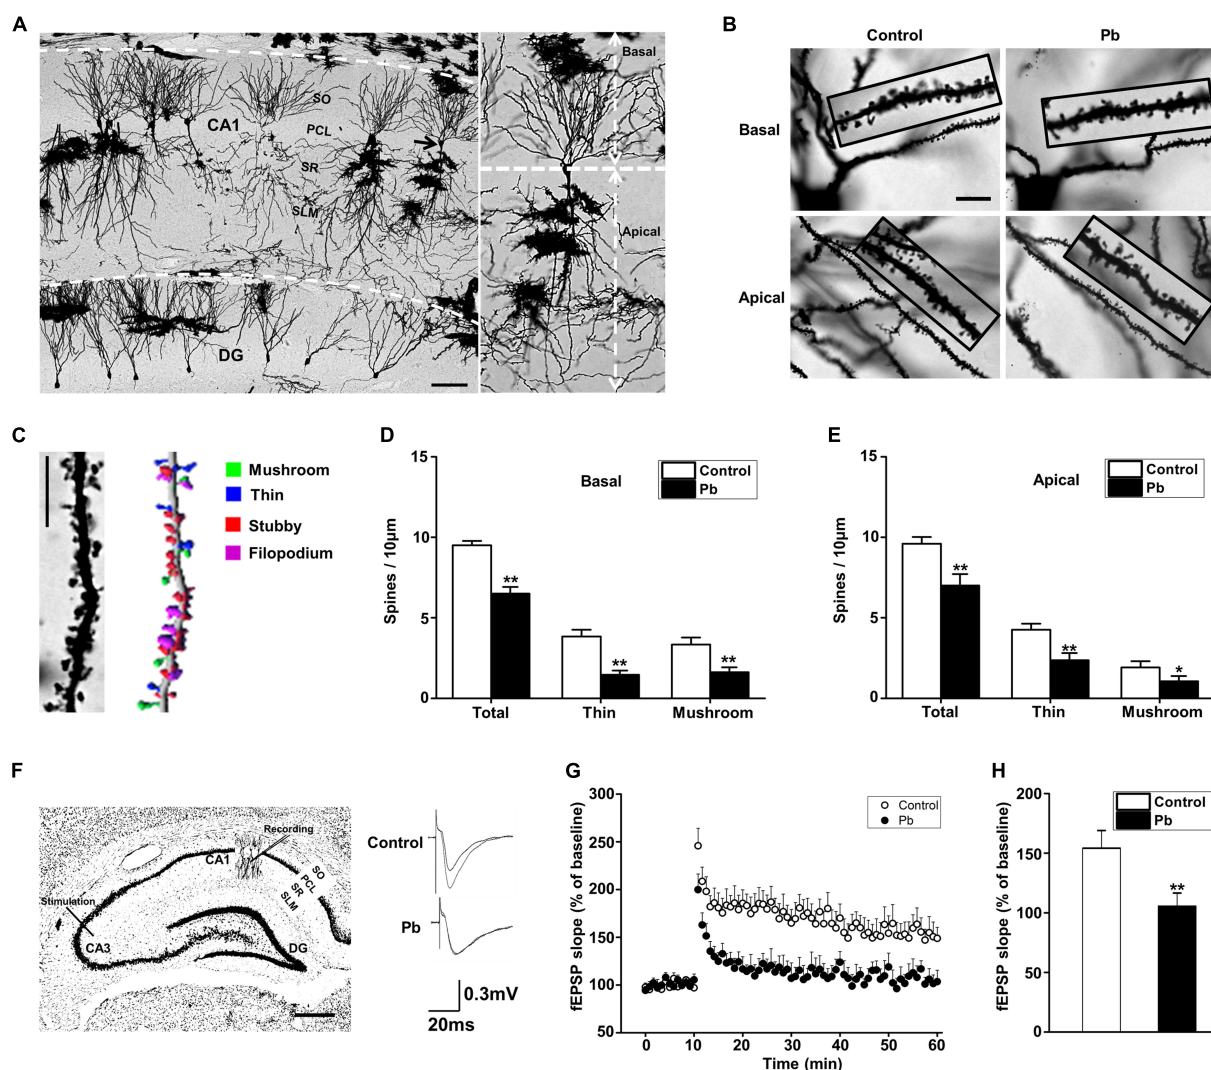 A
SO
CA1
PCL
SR
SLM
DG
Basal
Apical
B
Control
Pb
Basal
Apical
C
Mushroom
Thin
Stubby
Filopodium
D
Spines / 10μm
15
10
5
0
Basal
Control
Pb
**
**
**
Total
Thin
Mushroom
E
Spines / 10μm
15
10
5
0
Apical
Control
Pb
**
**
*
Total
Thin
Mushroom
F
Recording
CA1
SO
PCL
SR
SLM
Stimulation
CA3
DG
Control
Pb
0.3mV
20ms
G
fEPSP slope (% of baseline)
300
250
200
150
100
50
Control
Pb
0
10
20
30
40
50
60
Time (min)
H
fEPSP slope (% of baseline)
200
150
100
50
0
Control
Pb
**